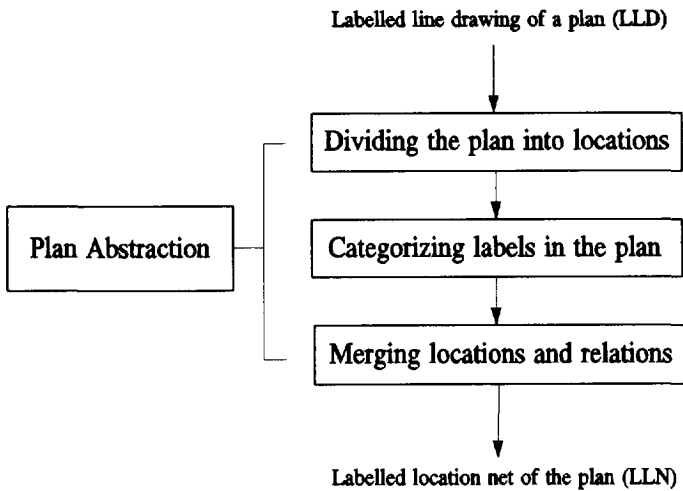 Labelled line drawing of a plan (LLD)
Dividing the plan into locations
Plan Abstraction
Categorizing labels in the plan
Merging locations and relations
Labelled location net of the plan (LLN)